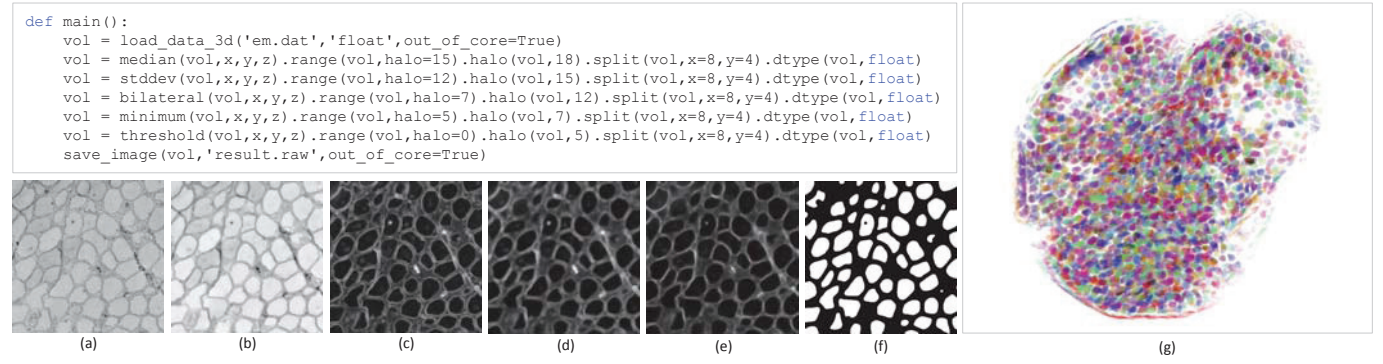 def main():
    vol = load_data_3d('em.dat','float',out_of_core=True)
    vol = median(vol,x,y,z).range(vol,halo=15).halo(vol,18).split(vol,x=8,y=4).dtype(vol,float)
    vol = stddev(vol,x,y,z).range(vol,halo=12).halo(vol,15).split(vol,x=8,y=4).dtype(vol,float)
    vol = bilateral(vol,x,y,z).range(vol,halo=7).halo(vol,12).split(vol,x=8,y=4).dtype(vol,float)
    vol = minimum(vol,x,y,z).range(vol,halo=5).halo(vol,7).split(vol,x=8,y=4).dtype(vol,float)
    vol = threshold(vol,x,y,z).range(vol,halo=0).halo(vol,5).split(vol,x=8,y=4).dtype(vol,float)
    save_image(vol,'result.raw',out_of_core=True)
(a) (b) (c) (d) (e) (f) (g)